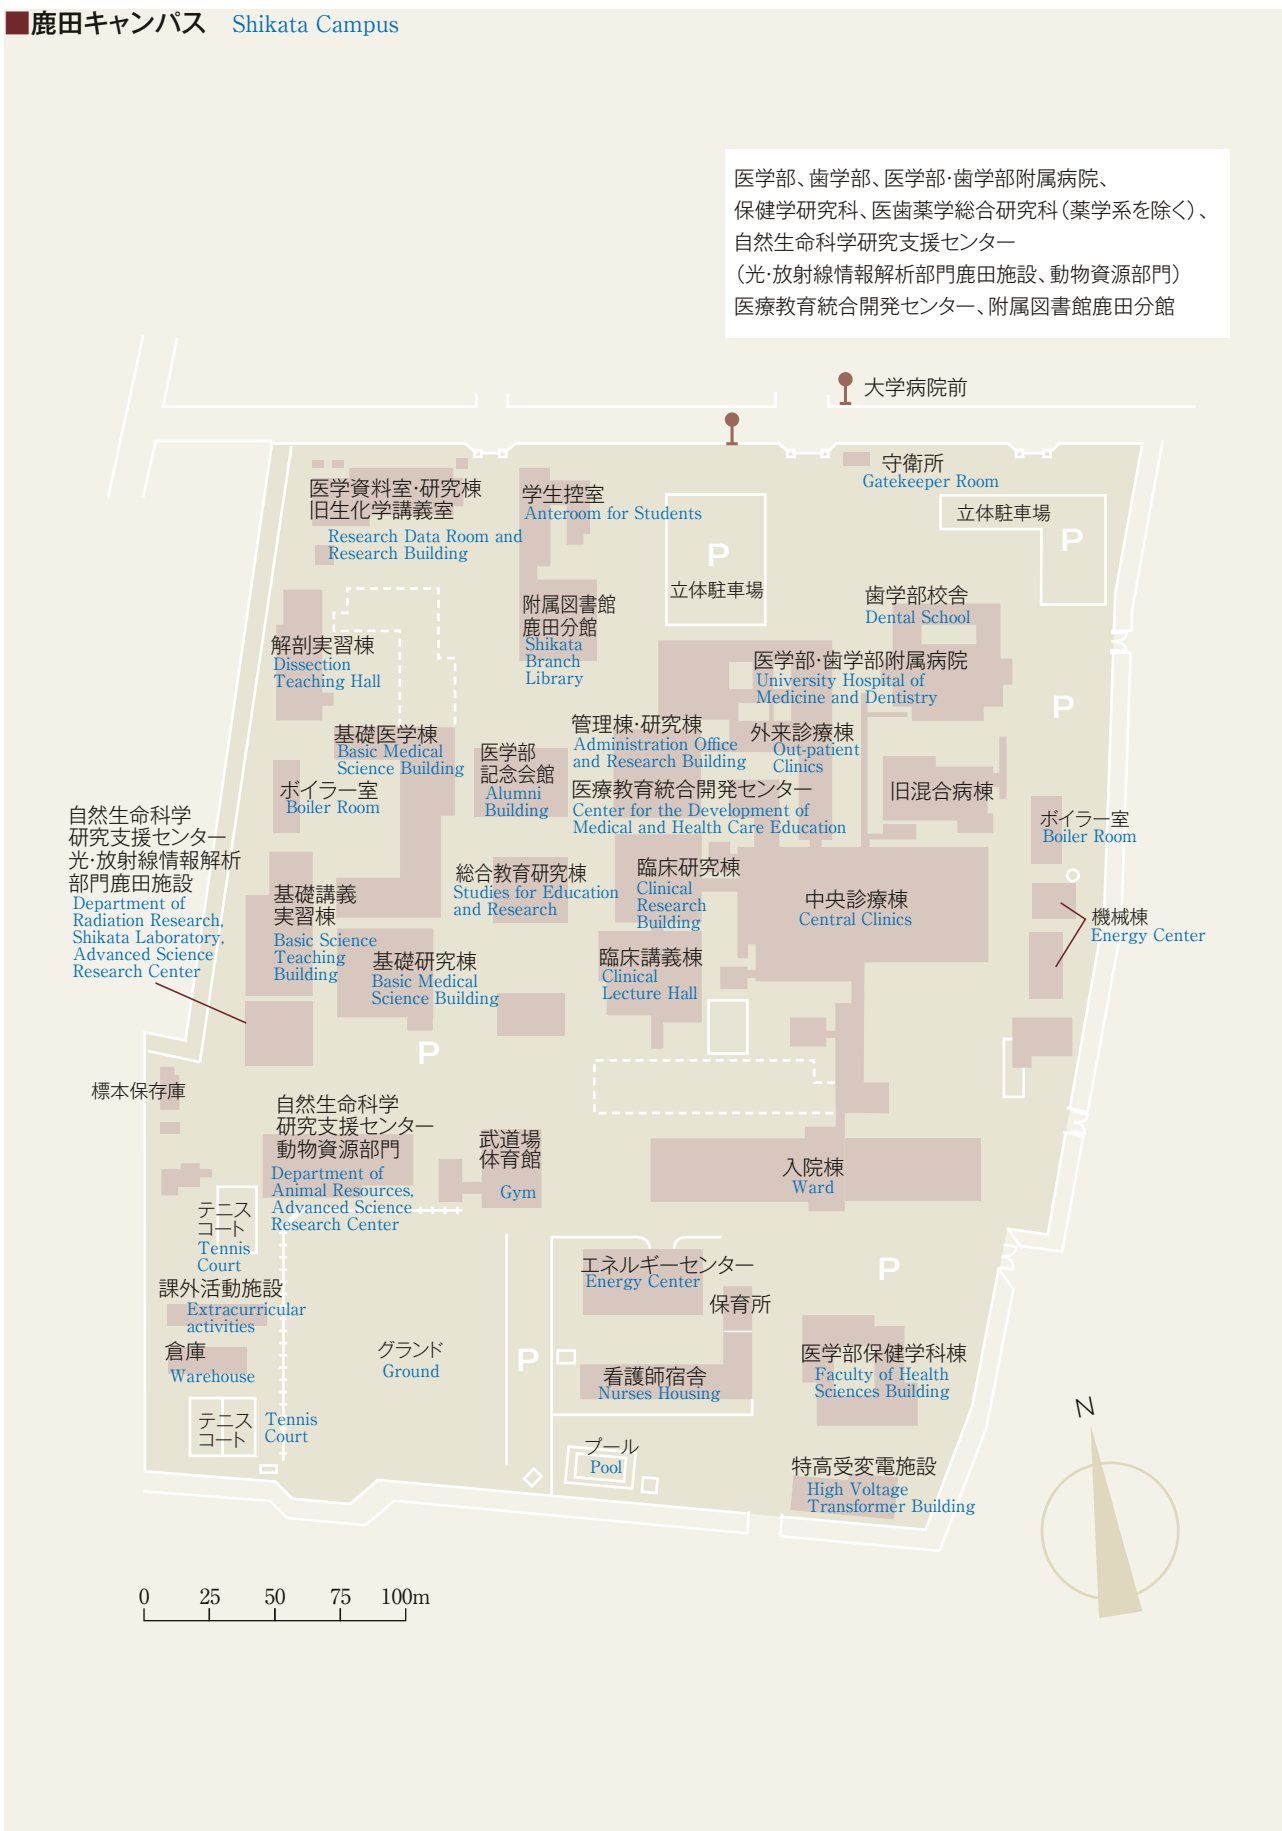 鹿田キャンパス Shikata Campus
医学部、歯学部、医学部・歯学部附属病院、
保健学研究科、医歯薬学総合研究科（薬学系を除く）、
自然生命科学研究支援センター
（光・放射線情報解析部門鹿田施設、動物資源部門）
医療教育統合開発センター、附属図書館鹿田分館
大学病院前
守衛所
Gatekeeper Room
医学資料室・研究棟
旧生化学講義室
Research Data Room and
Research Building
学生控室
Anteroom for Students
立体駐車場
P
P
立体駐車場
附属図書館
鹿田分館
Shikata
Branch
Library
歯学部校舎
Dental School
解剖実習棟
Dissection
Teaching Hall
医学部・歯学部附属病院
University Hospital of
Medicine and Dentistry
P
基礎医学棟
Basic Medical
Science Building
医学部
記念会館
Alumni
Building
管理棟・研究棟
Administration Office
and Research Building
外来診療棟
Out-patient
Clinics
ボイラー室
Boiler Room
医療教育統合開発センター
Center for the Development of
Medical and Health Care Education
旧混合病棟
ボイラー室
Boiler Room
自然生命科学
研究支援センター
光・放射線情報解析
部門鹿田施設
Department of
Radiation Research,
Shikata Laboratory,
Advanced Science
Research Center
基礎講義
実習棟
Basic Science
Teaching
Building
総合教育研究棟
Studies for Education
and Research
臨床研究棟
Clinical
Research
Building
中央診療棟
Central Clinics
機械棟
Energy Center
基礎研究棟
Basic Medical
Science Building
臨床講義棟
Clinical
Lecture Hall
P
標本保存庫
自然生命科学
研究支援センター
動物資源部門
Department of
Animal Resources,
Advanced Science
Research Center
武道場
体育館
Gym
入院棟
Ward
テニス
コート
Tennis
Court
課外活動施設
Extracurricular
activities
エネルギーセンター
Energy Center
P
保育所
倉庫
Warehouse
グランド
Ground
P
看護師宿舎
Nurses Housing
医学部保健学科棟
Faculty of Health
Sciences Building
テニス
コート
Tennis
Court
プール
Pool
特高受変電施設
High Voltage
Transformer Building
N
0 25 50 75 100m